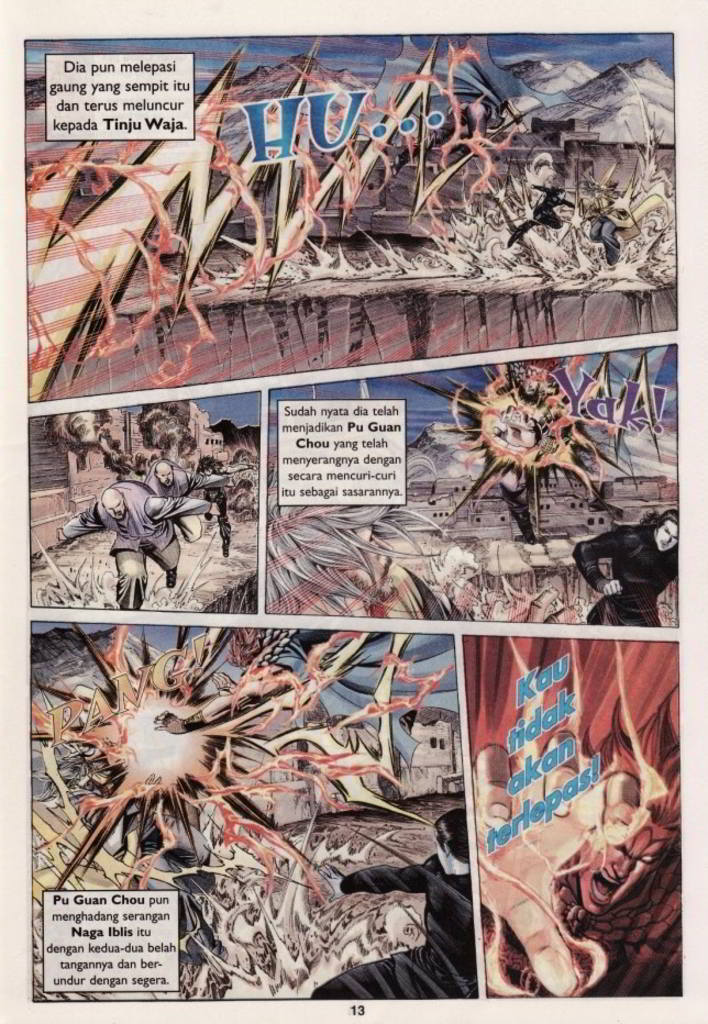 Dia pun melepasi
gaung yang sempit itu
dan terus meluncur
kepada Tinju Waja.
HU...
Sudah nyata dia telah
menjadikan Pu Guan
Chou yang telah
menyerangnya dengan
secara mencuri-curi
itu sebagai sasarannya.
Yak!
PANG!
Pu Guan Chou pun
menghadang serangan
Naga Iblis itu
dengan kedua-dua belah
tangannya dan ber-
undur dengan segera.
Kau
tidak
akan
terlepas!
13